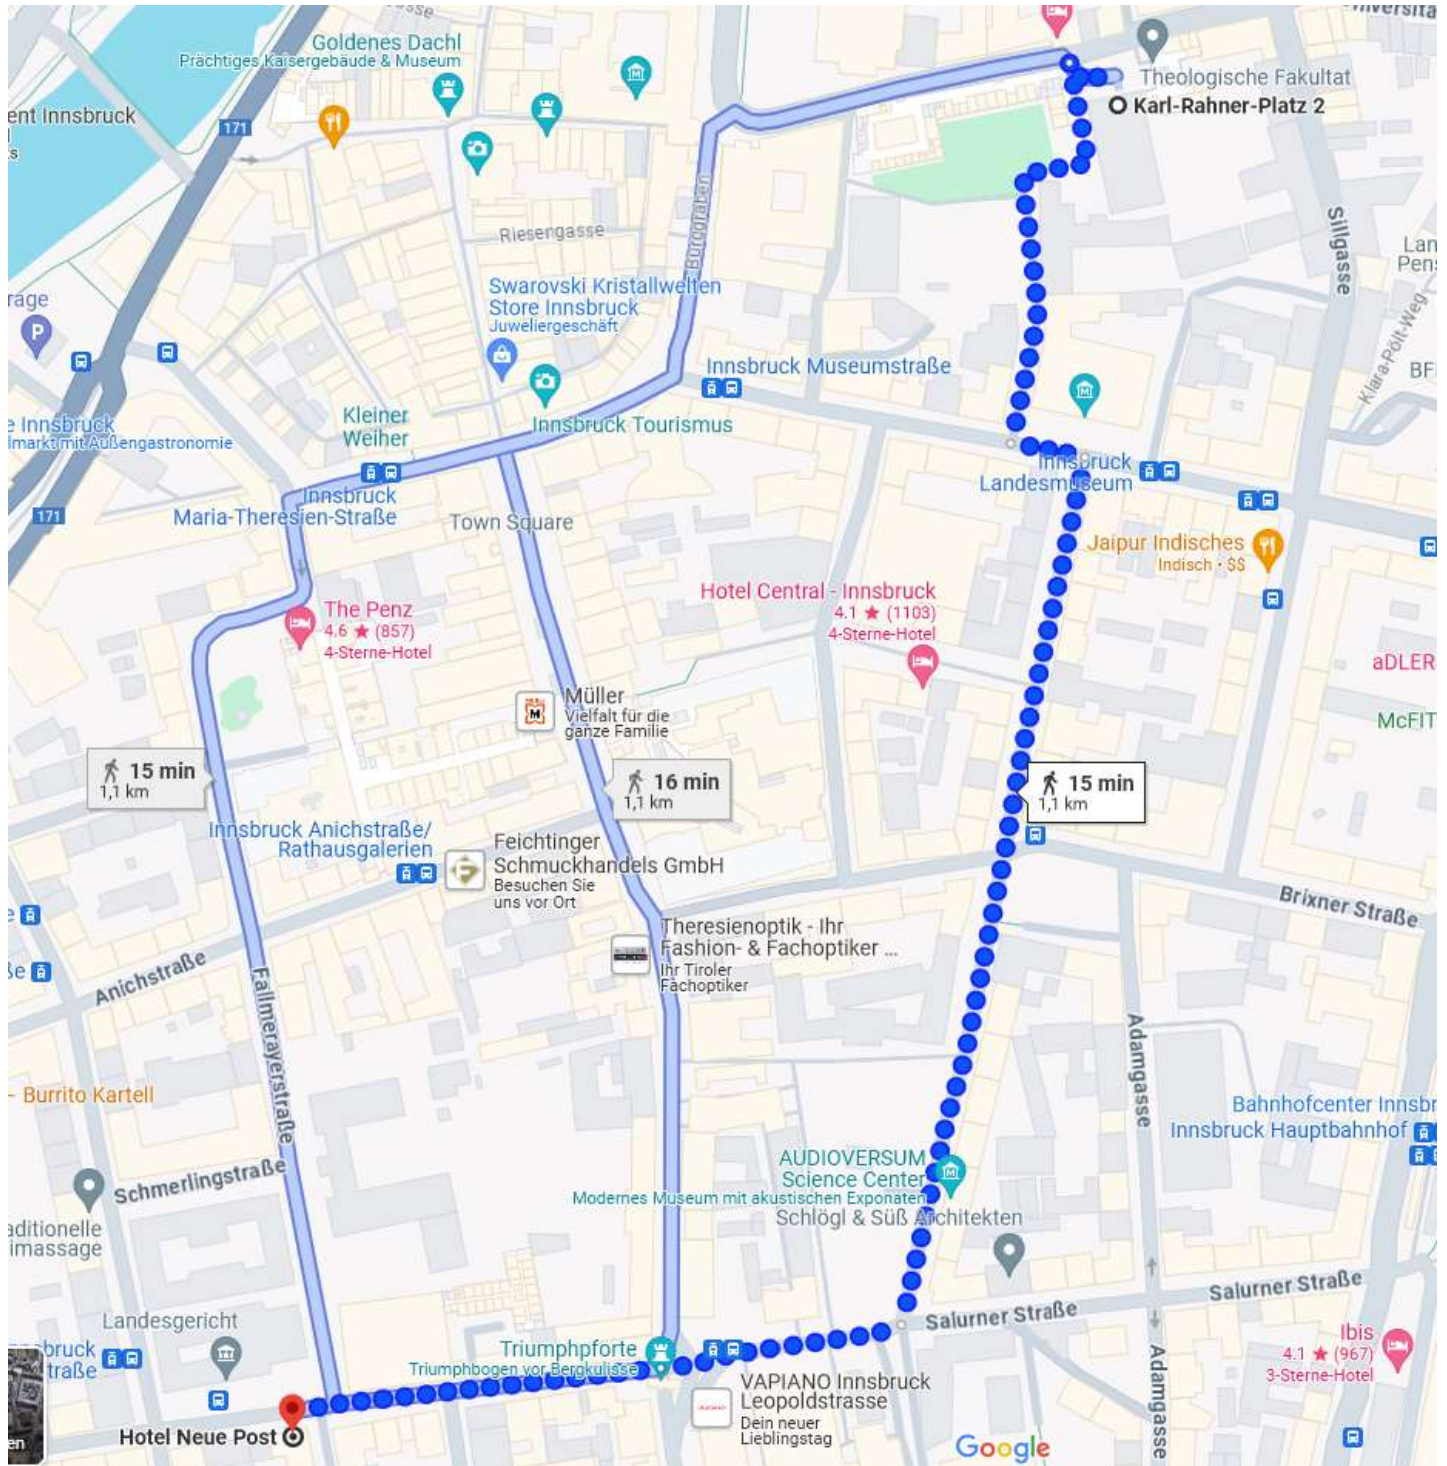 Goldenes Dachl
Prächtiges Kaisergebäude & Museum
ent Innsbruck
171
Theologische Fakultat
Karl-Rahner-Platz 2
Riesengasse
Burggraben
Sillgasse
Lan
Pens
Klara-Pölt-Weg
rage
P
Swarovski Kristallwelten
Store Innsbruck
Juweliergeschäft
Innsbruck Museumstraße
Kleiner
Weiher
Innsbruck Tourismus
e Innsbruck
lmarkt mit Außengastronomie
Innsbruck
Landesmuseum
Innsbruck
Maria-Theresien-Straße
171
Town Square
Jaipur Indisches
Indisch • $$
Hotel Central - Innsbruck
4.1 ★ (1103)
4-Sterne-Hotel
The Penz
4.6 ★ (857)
4-Sterne-Hotel
aDLER
McFIT
Müller
Vielfalt für die
ganze Familie
15 min
1,1 km
16 min
1,1 km
15 min
1,1 km
Innsbruck Anichstraße/
Rathausgalerien
Feichtinger
Schmuckhandels GmbH
Besuchen Sie
uns vor Ort
Brixner Straße
Theresienoptik - Ihr
Fashion- & Fachoptiker ...
Ihr Tiroler
Fachoptiker
Anichstraße
Fallmerayerstraße
Adamgasse
- Burrito Kartell
Bahnhofcenter Innsbr
Innsbruck Hauptbahnhof
AUDIOVERSUM
Science Center
Modernes Museum mit akustischen Exponaten
Schlögl & Süß Architekten
Schmerlingstraße
aditionelle
imassage
Salurner Straße
Salurner Straße
Landesgericht
Triumphpforte
Triumphbogen vor Bergkulisse
Ibis
4.1 ★ (967)
3-Sterne-Hotel
Adamgasse
VAPIANO Innsbruck
Leopoldstrasse
Dein neuer
Lieblingstag
Hotel Neue Post
en
Google